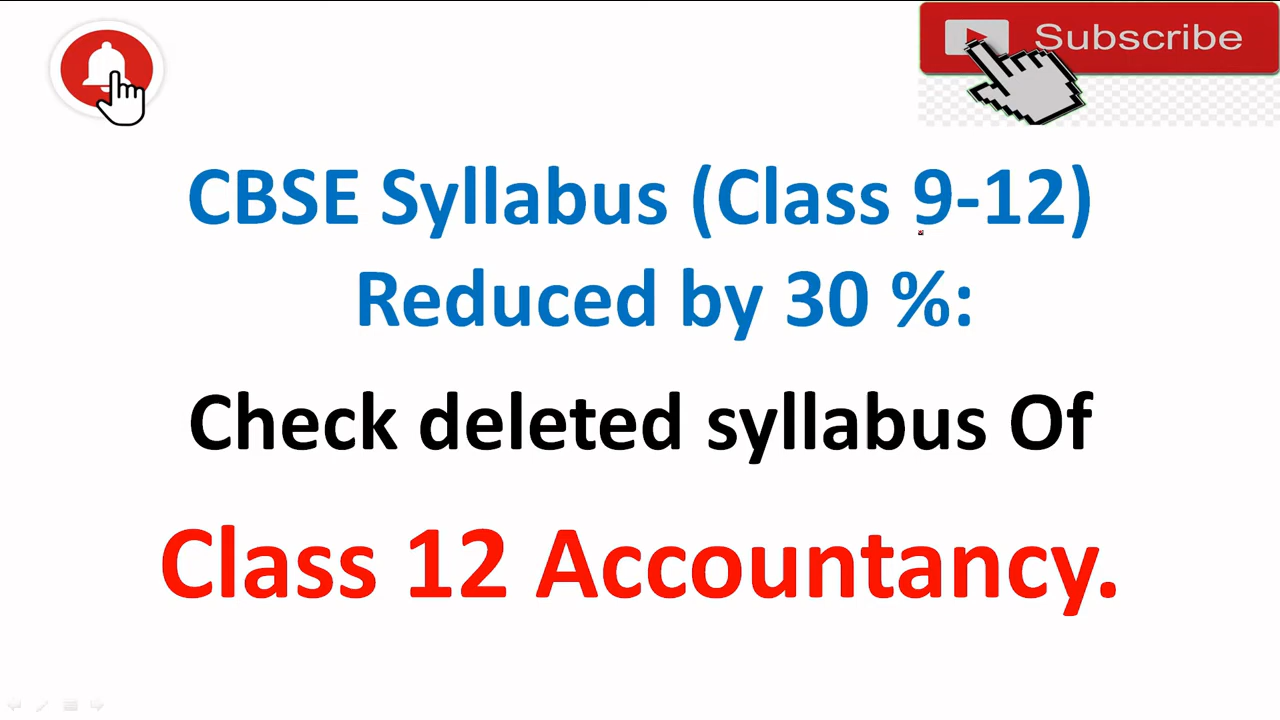 Subscribe
CBSE Syllabus (Class 9-12)
Reduced by 30 %:
Check deleted syllabus Of
Class 12 Accountancy.